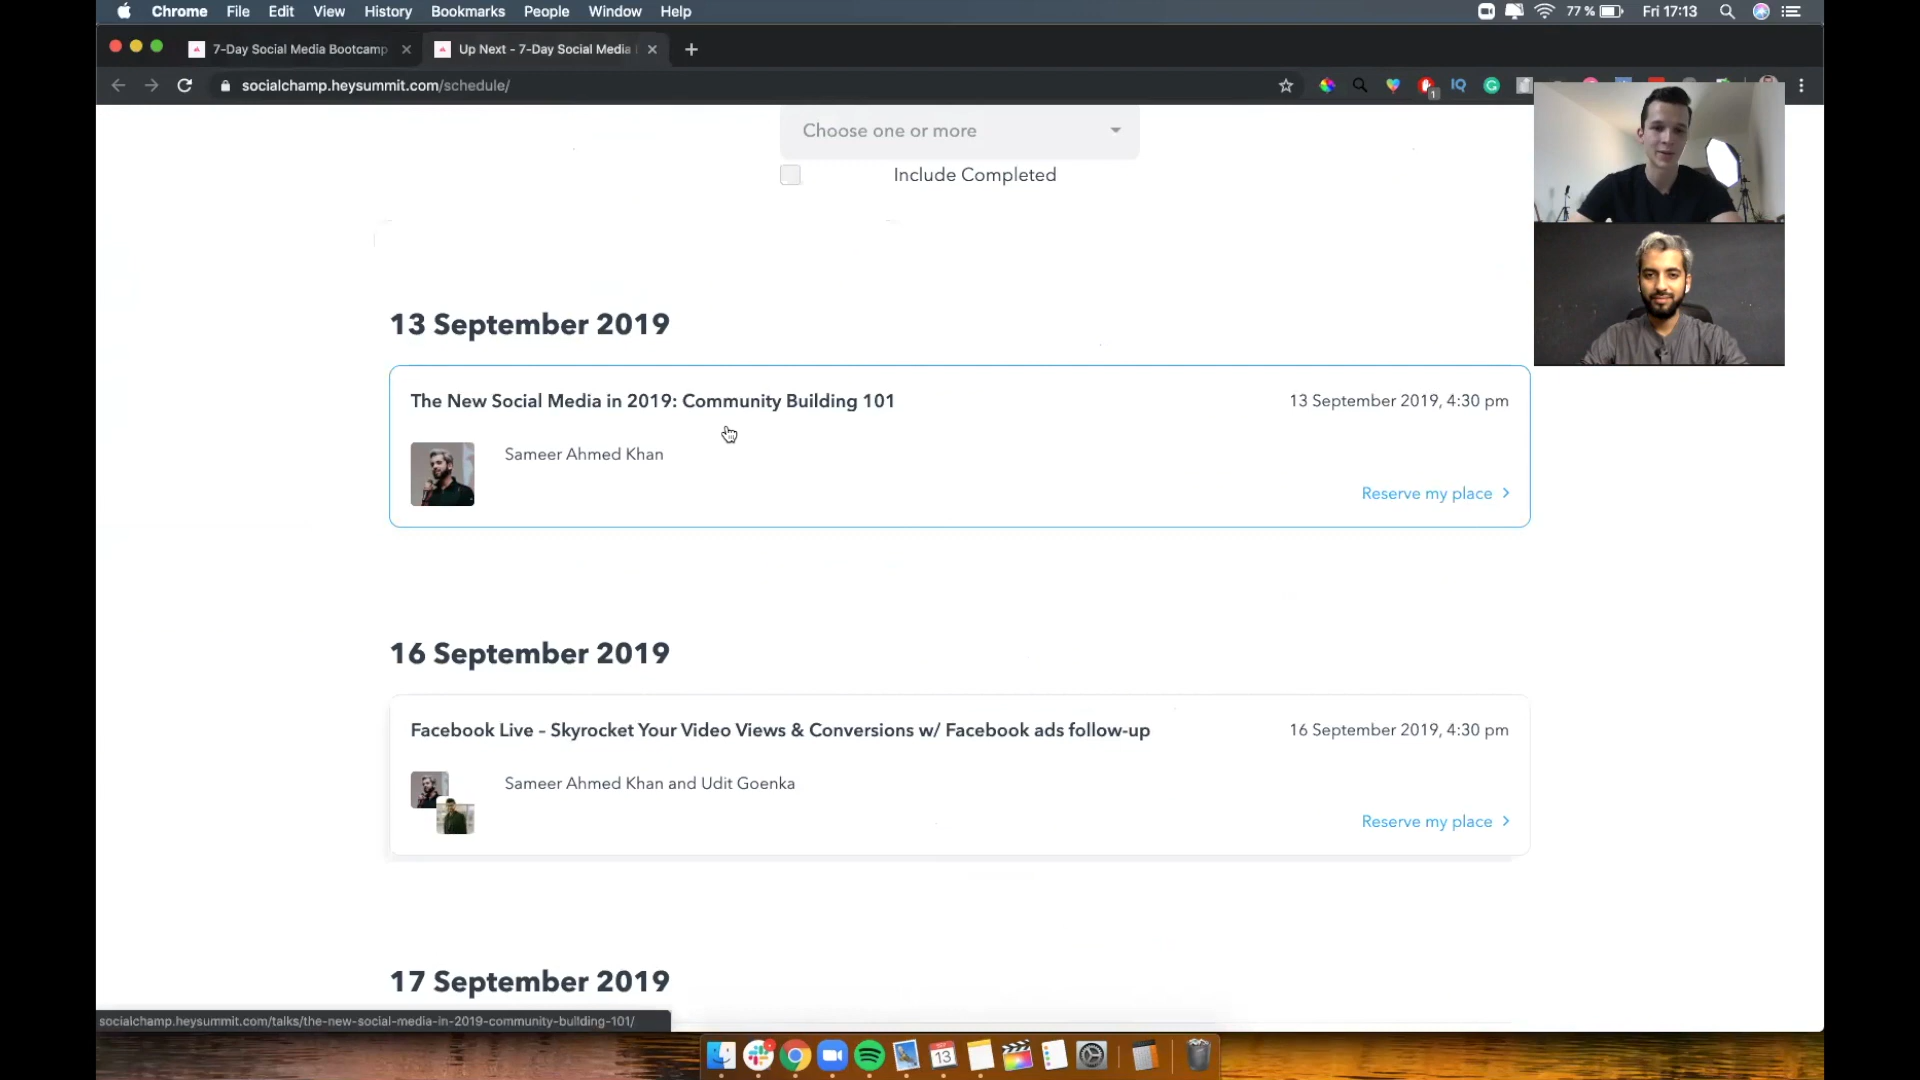 Chrome File Edit View History Bookmarks People Window Help 77 % Fri 17:13
7-Day Social Media Bootcamp Up Next - 7-Day Social Media
socialchamp.heysummit.com/schedule/ 1 IQ
Choose one or more
Include Completed
13 September 2019
The New Social Media in 2019: Community Building 101 13 September 2019, 4:30 pm
Sameer Ahmed Khan
Reserve my place
16 September 2019
Facebook Live – Skyrocket Your Video Views & Conversions w/ Facebook ads follow-up 16 September 2019, 4:30 pm
Sameer Ahmed Khan and Udit Goenka
Reserve my place
17 September 2019
socialchamp.heysummit.com/talks/the-new-social-media-in-2019-community-building-101/
13